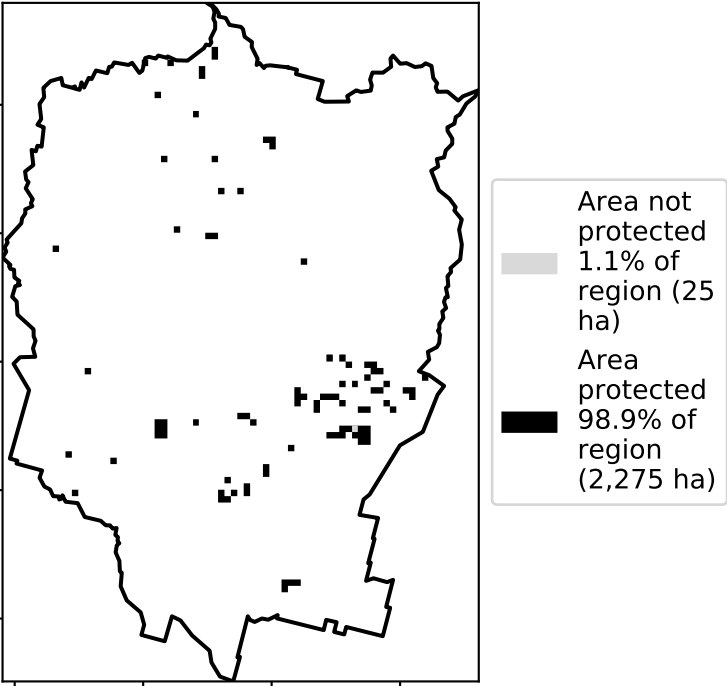 Area not
protected
1.1% of
region (25
ha)
Area
protected
98.9% of
region
(2,275 ha)